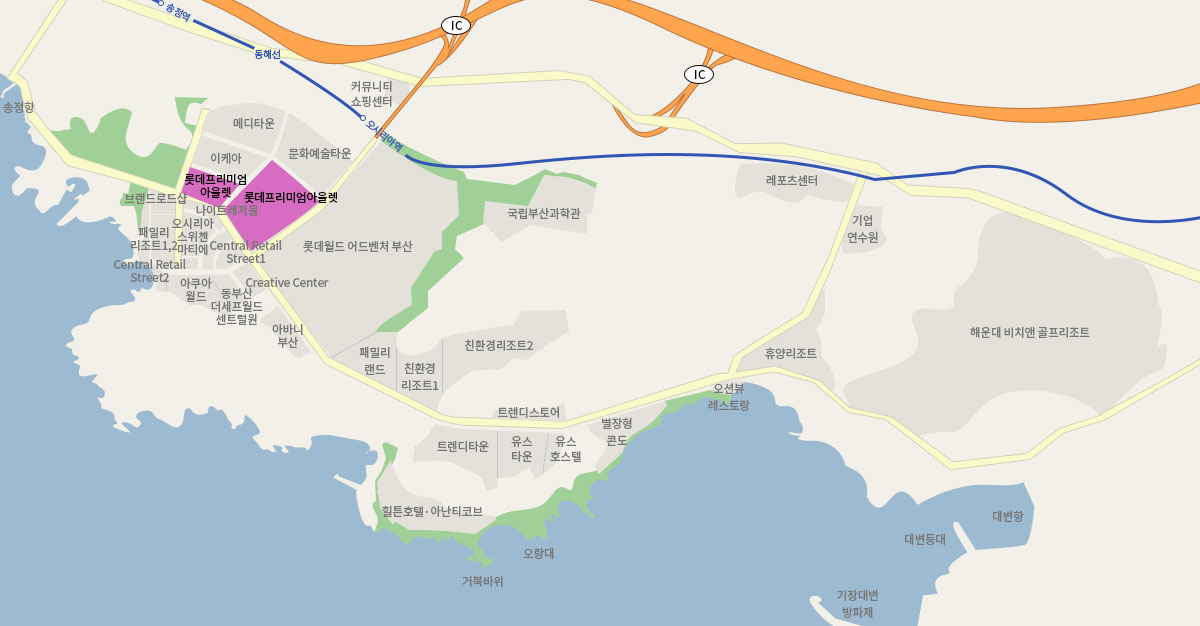 송정역
IC
동해선
IC
커뮤니티
쇼핑센터
송정항
메디타운
오시리아역
문화예술타운
이케아
롯데프리미엄
아울렛
롯데프리미엄아울렛
브랜드로드샵
나이트레저몰
레포츠센터
국립부산과학관
오시리아
스위첸
마티에
기업
연수원
패밀리
리조트1,2
Central Retail
Street1
롯데월드 어드벤처 부산
Central Retail
Street2
아쿠아
월드
Creative Center
동부산
더세프월드
센트럴원
아바니
부산
해운대 비치앤 골프리조트
패밀리
랜드
친환경리조트2
친환경
리조트1
휴양리조트
오션뷰
레스토랑
트렌디스토어
별장형
콘도
트렌디타운
유스
타운
유스
호스텔
힐튼호텔·아난티코브
대변항
대변등대
오랑대
거북바위
기장대변
방파제